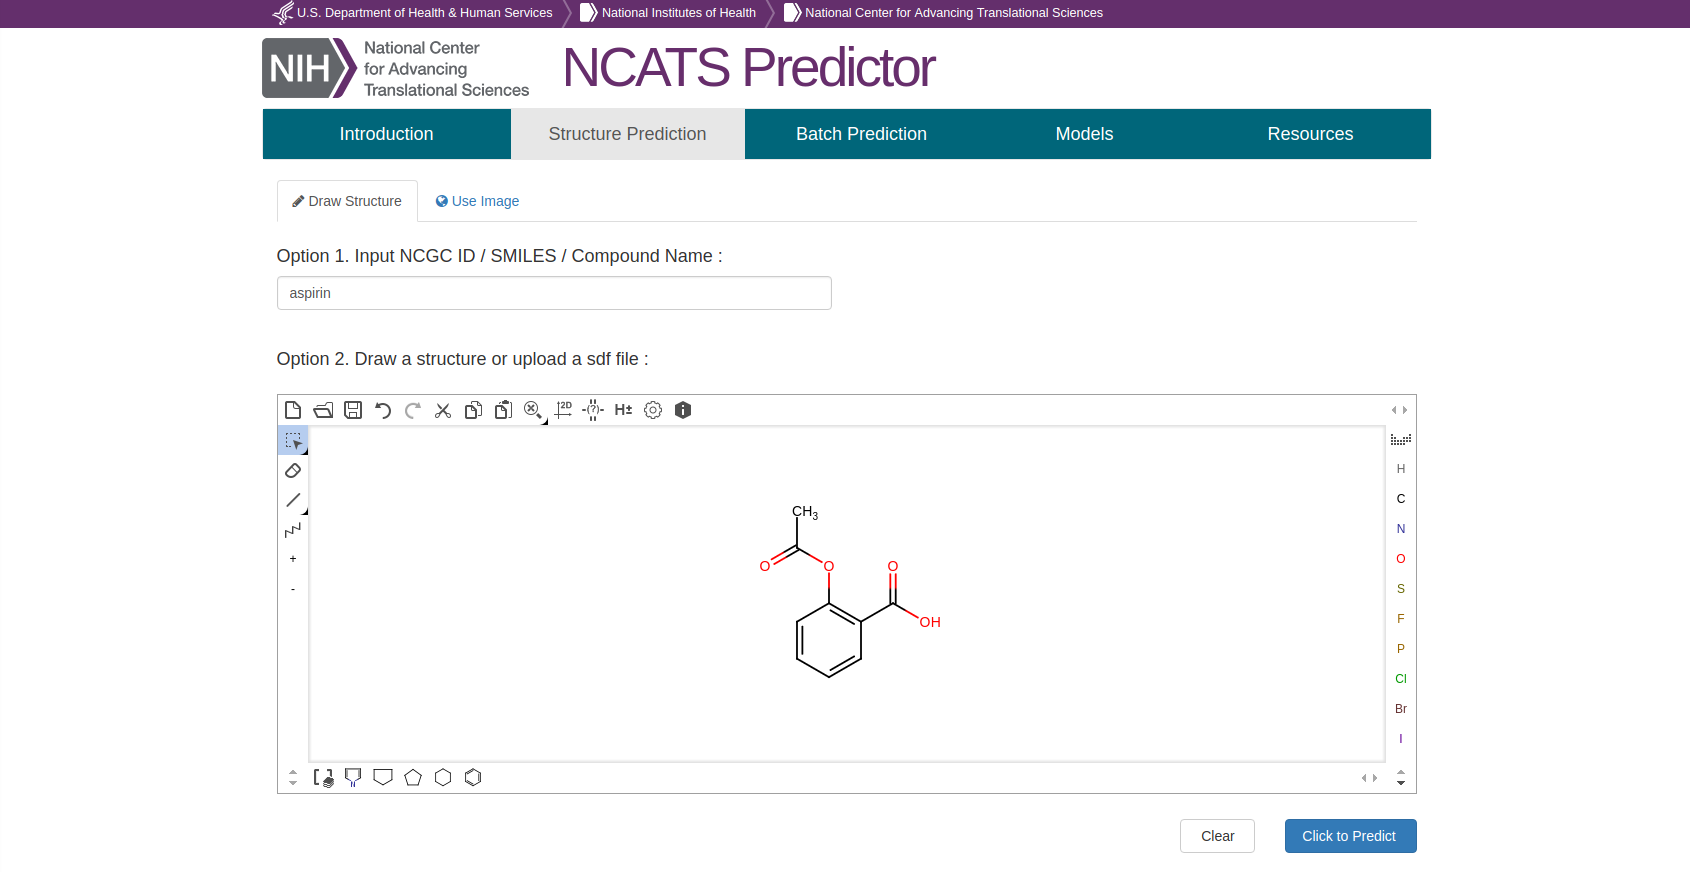 U.S. Department of Health & Human Services National Institutes of Health National Center for Advancing Translational Sciences
NIH National Center
for Advancing
Translational Sciences
NCATS Predictor
Introduction Structure Prediction Batch Prediction Models Resources
Draw Structure Use Image
Option 1. Input NCGC ID / SMILES / Compound Name :
aspirin
Option 2. Draw a structure or upload a sdf file :
2D (?) H± i
H
C
N
O
S
F
P
Cl
Br
I
+
-
CH3
O
O
O
OH
Clear Click to Predict